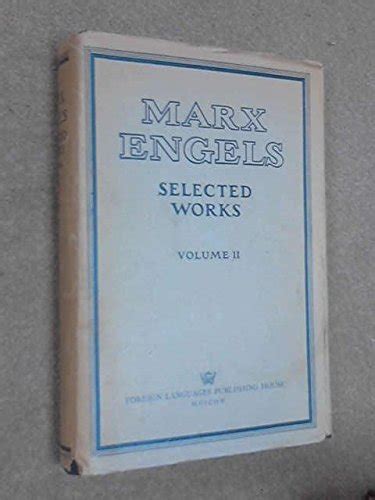 MARX
ENGELS
SELECTED
WORKS
VOLUME II
FOREIGN LANGUAGES PUBLISHING HOUSE
MOSCOW